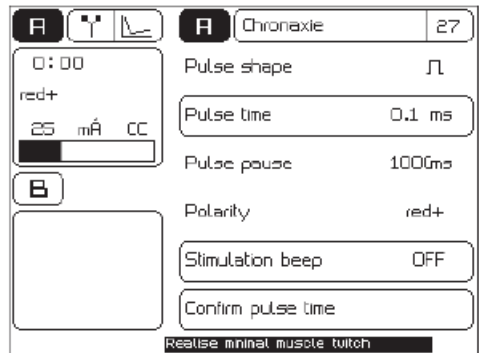 A
A Chronaxie 27
0:00
red+
25 mA CC
B
Pulse shape
Pulse time 0.1 ms
Pulse pause 1000ms
Polarity red+
Stimulation beep OFF
Confirm pulse time
Realise mninal muscle twitch